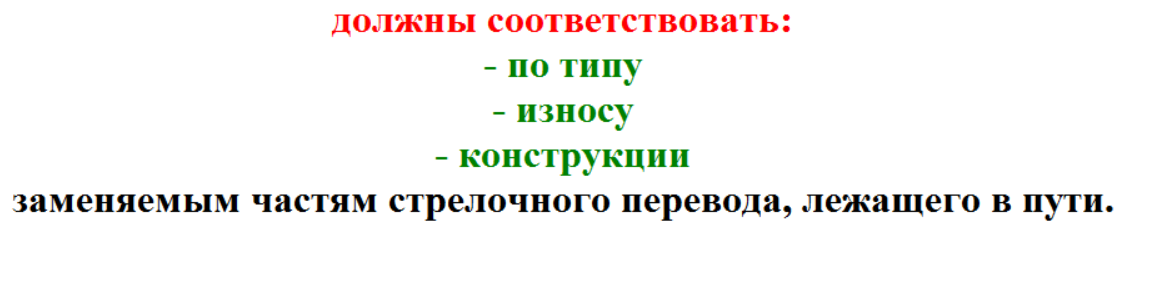 должны соответствовать:
- по типу
- износу
- конструкции
заменяемым частям стрелочного перевода, лежащего в пути.